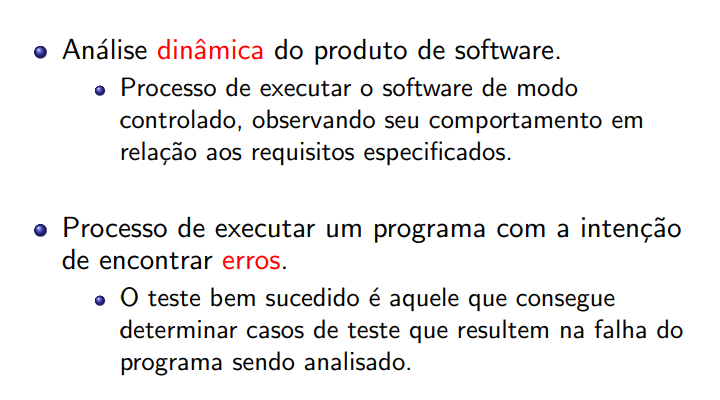 Análise dinâmica do produto de software.
Processo de executar o software de modo
controlado, observando seu comportamento em
relação aos requisitos especificados.
Processo de executar um programa com a intenção
de encontrar erros.
O teste bem sucedido é aquele que consegue
determinar casos de teste que resultem na falha do
programa sendo analisado.